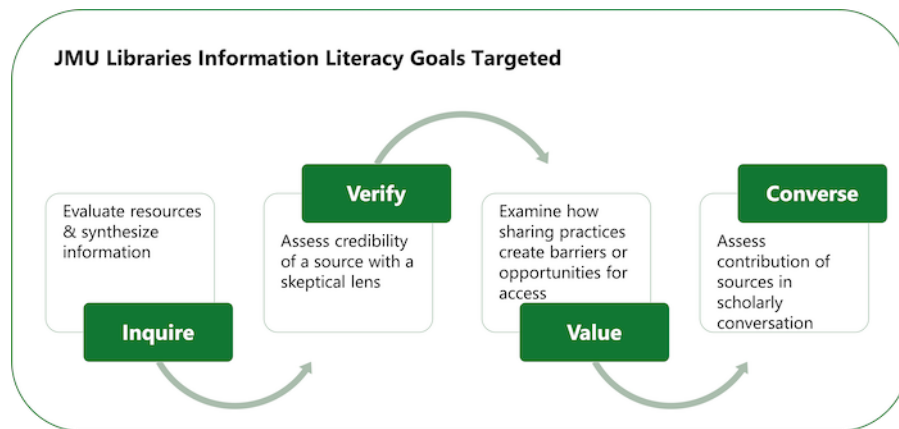 JMU Libraries Information Literacy Goals Targeted
Evaluate resources
& synthesize
information
Inquire
Verify
Assess credibility
of a source with a
skeptical lens
Examine how
sharing practices
create barriers or
opportunities for
access
Value
Converse
Assess
contribution of
sources in
scholarly
conversation